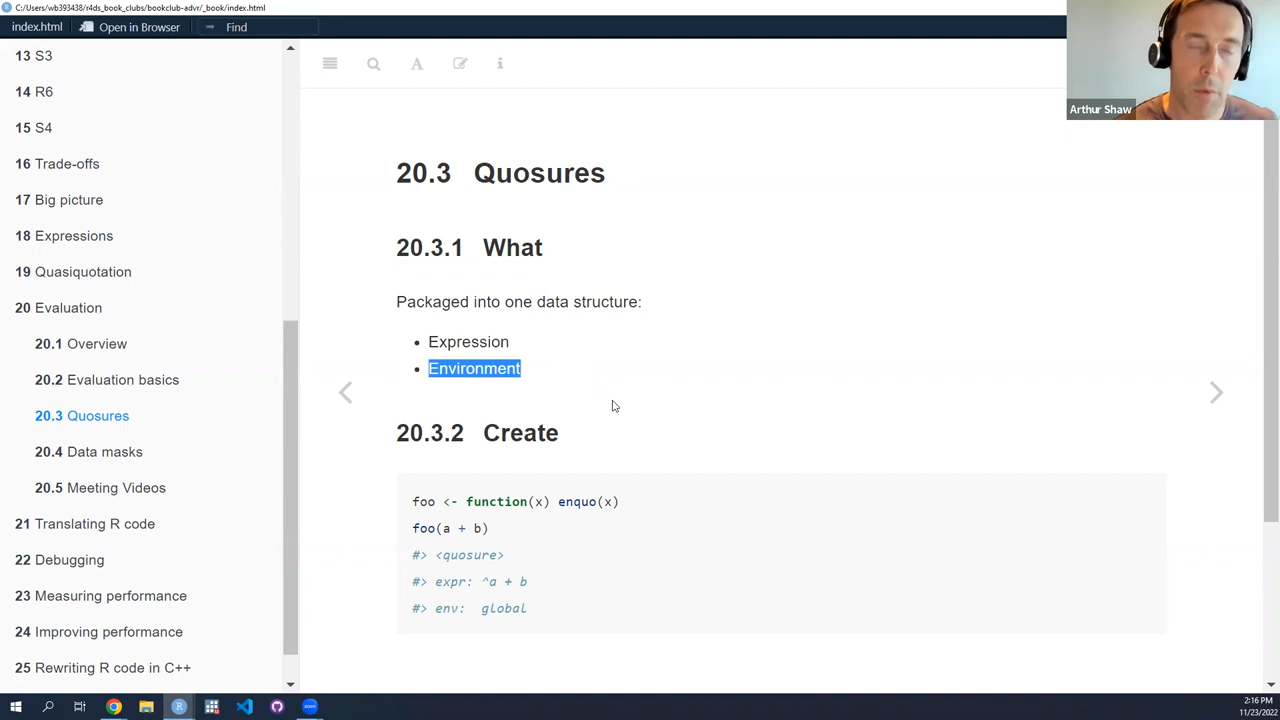 C:/Users/wb393438/r4ds_book_clubs/bookclub-advr/_book/index.html
index.html
Open in Browser
Find
Arthur Shaw
13 S3
14 R6
15 S4
16 Trade-offs
17 Big picture
18 Expressions
19 Quasiquotation
20 Evaluation
20.1 Overview
20.2 Evaluation basics
20.3 Quosures
20.4 Data masks
20.5 Meeting Videos
21 Translating R code
22 Debugging
23 Measuring performance
24 Improving performance
25 Rewriting R code in C++
20.3 Quosures
20.3.1 What
Packaged into one data structure:
• Expression
• Environment
20.3.2 Create
foo <- function(x) enquo(x)
foo(a + b)
#> <quosure>
#> expr: ^a + b
#> env:  global
2:16 PM
11/23/2022